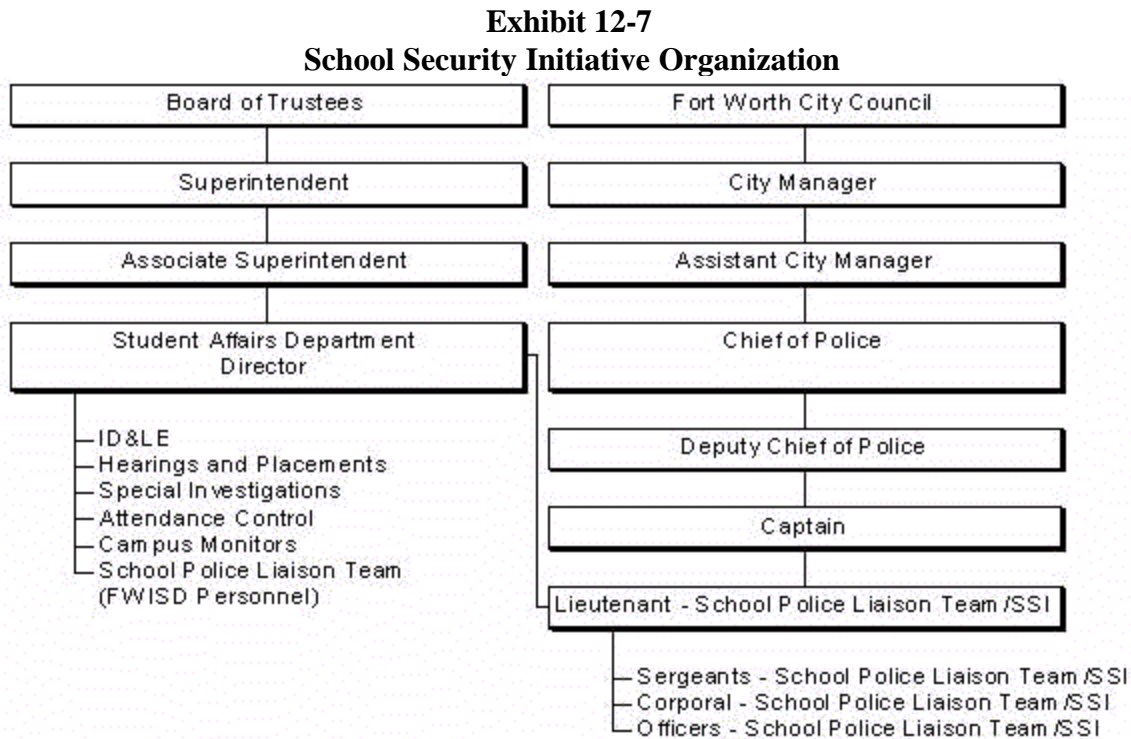 Exhibit 12-7
School Security Initiative Organization
Board of Trustees
Superintendent
Associate Superintendent
Student Affairs Department
Director
ID&LE
Hearings and Placements
Special Investigations
Attendance Control
Campus Monitors
School Police Liaison Team
(FWISD Personnel)
Fort Worth City Council
City Manager
Assistant City Manager
Chief of Police
Deputy Chief of Police
Captain
Lieutenant - School Police Liaison Team /SSI
Sergeants - School Police Liaison Team /SSI
Corporal - School Police Liaison Team /SSI
Officers - School Police Liaison Team /SSI